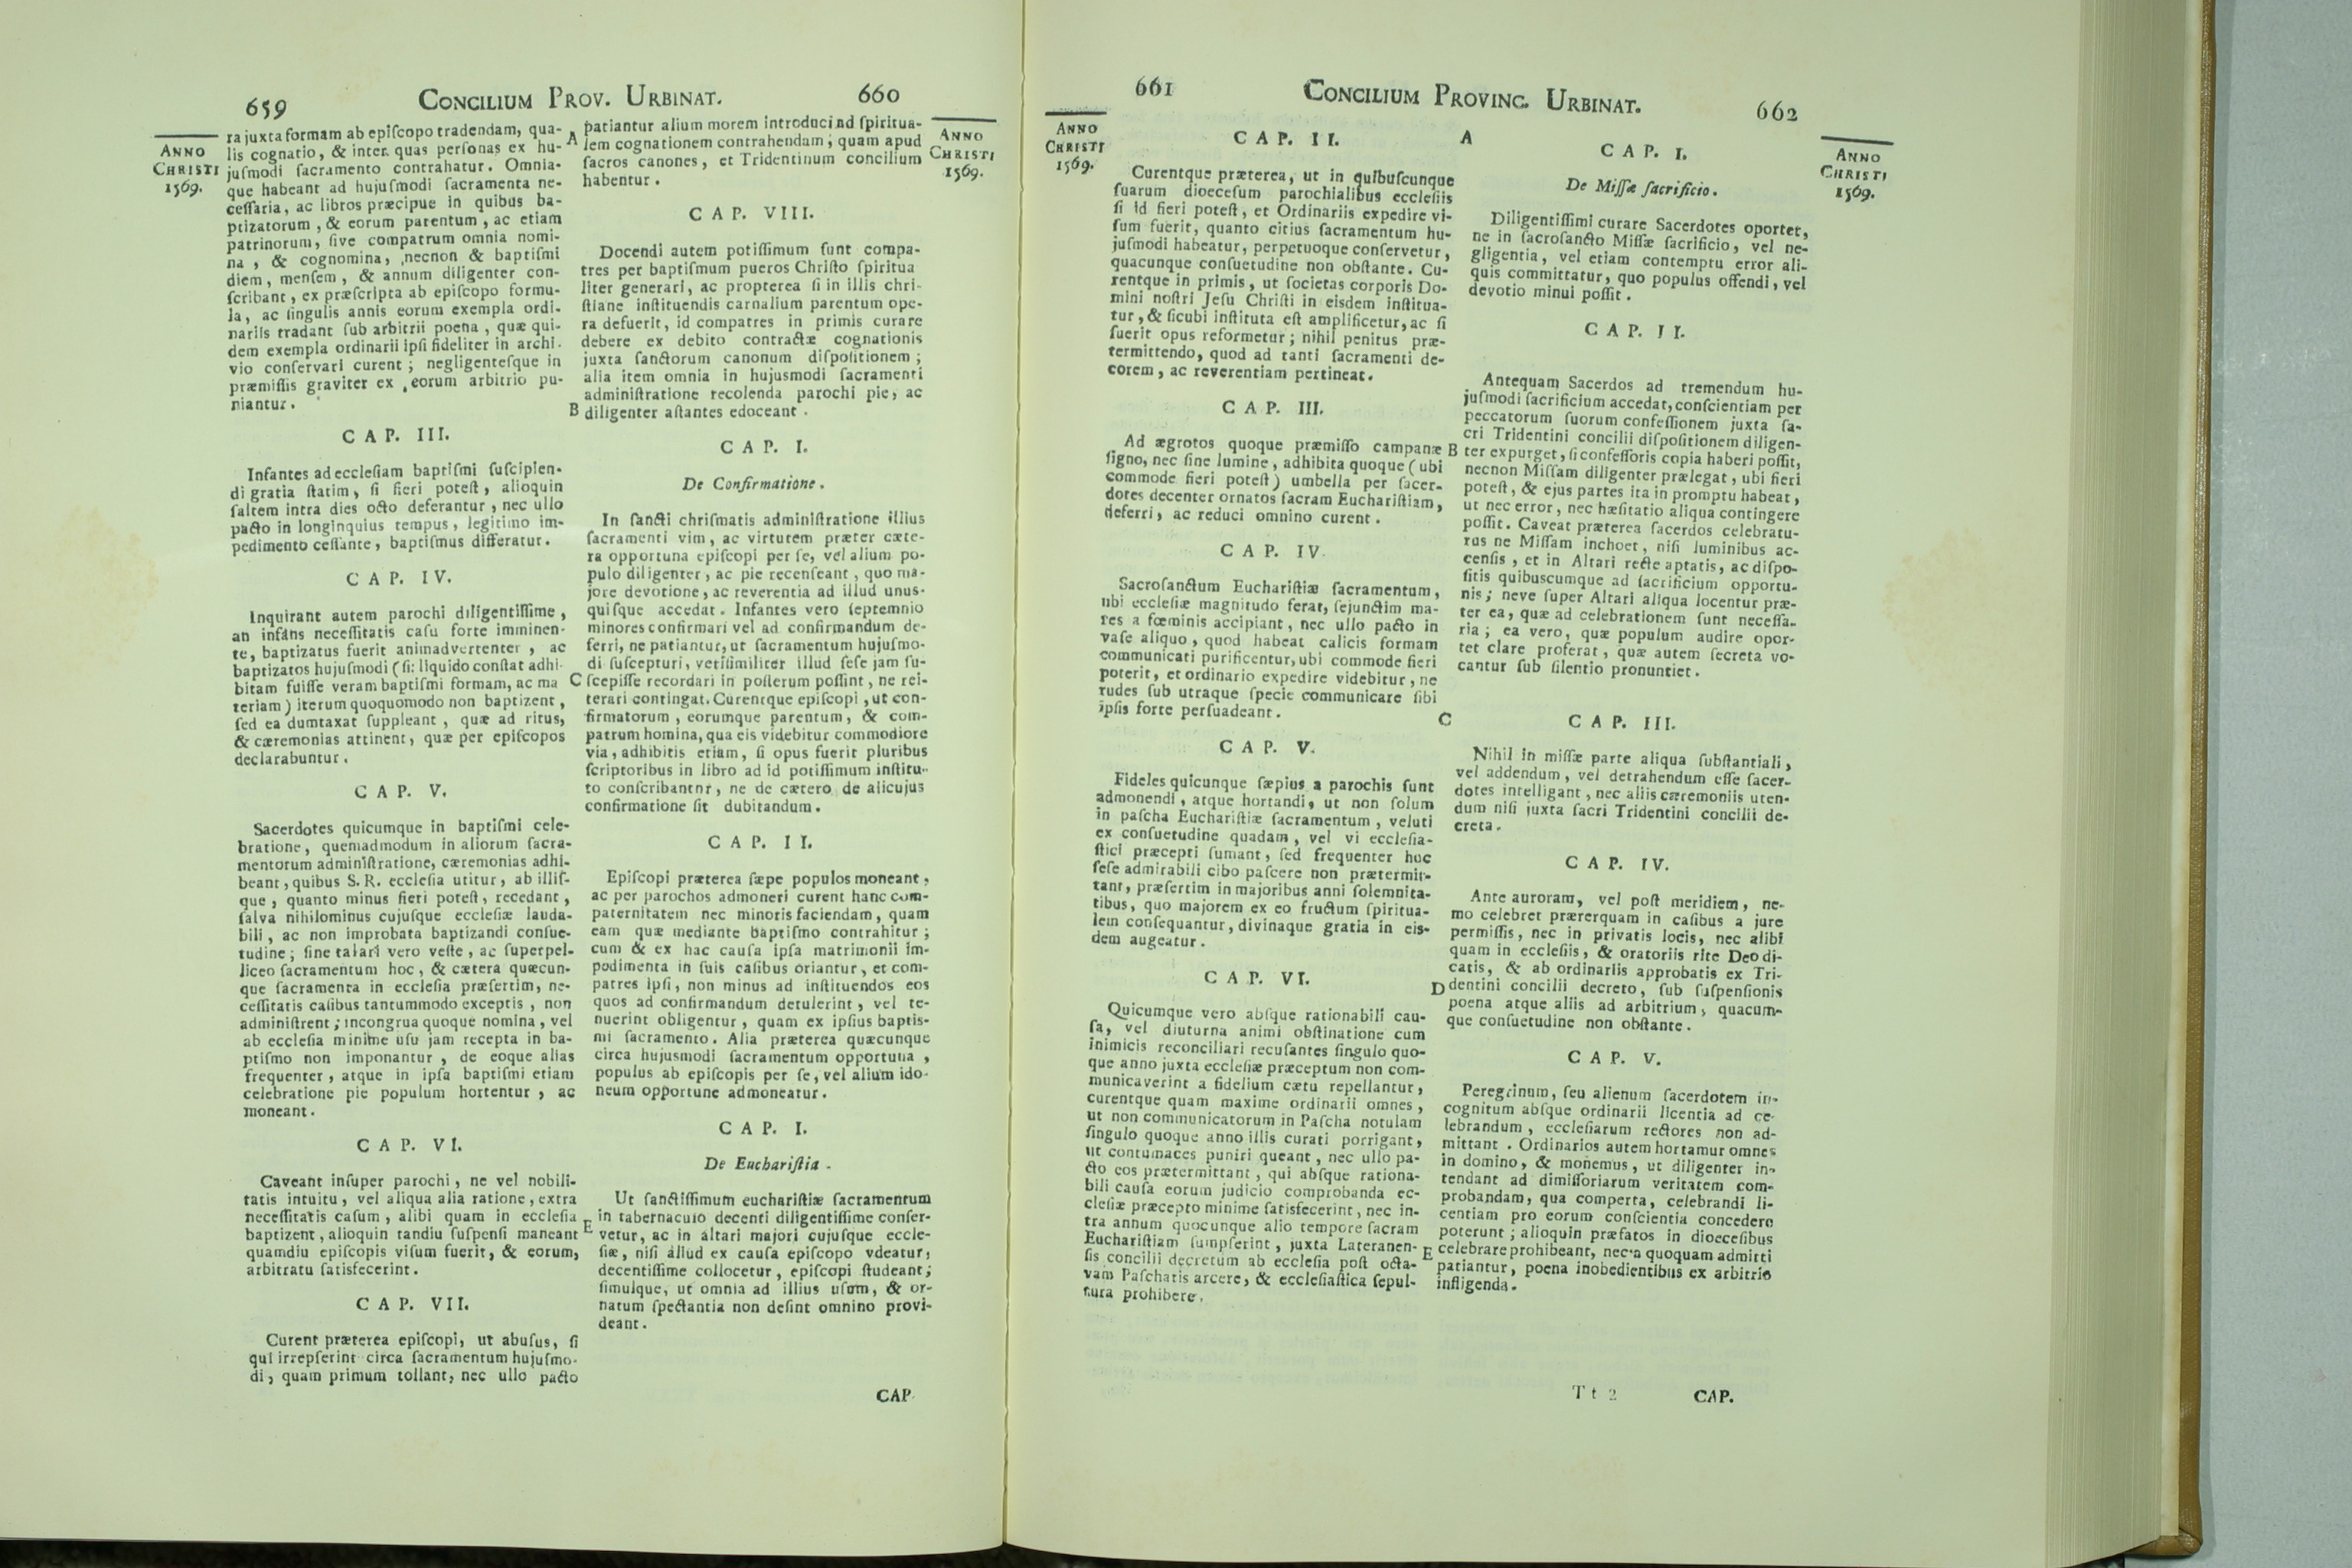 659
CONCILIUM PROV. URBINAT.
660
ANNO
CHRISTI
1569.
ra juxta formam ab epiſcopo tradendam, qua-
lis cognatio, & inter quas perſonas ex hu-
juſmodi ſacramento contrahatur. Omnia-
que habeant ad hujuſmodi ſacramenta ne-
ceſſaria, ac libros præcipue in quibus ba-
ptizatorum, & eorum parentum, ac etiam
patrinorum, ſive compatrum omnia nomi-
na, & cognomina, necnon & baptiſmi
diem, menſem, & annum diligenter con-
ſcribant, ex præſcripta ab epiſcopo formu-
la, ac ſingulis annis eorum exempla ordi-
nariis tradant ſub arbitrii poena, quæ qui-
dem exempla ordinarii ipſi fideliter in archi-
vio conſervari curent; negligenteſque in
præmiſſis graviter ex eorum arbitrio pu-
niantur.
CAP. III.
Infantes ad eccleſiam baptiſmi ſuſcipien-
di gratia ſtatim, ſi fieri poteſt, alioquin
ſaltem intra dies octo deferantur, nec ullo
pacto in longinquius tempus, legitimo im-
pedimento ceſſante, baptiſmus differatur.
CAP. IV.
Inquirant autem parochi diligentiſſime,
an infans neceſſitatis caſu forte imminen-
te, baptizatus fuerit animadvertenter, ac
baptizatos hujuſmodi (ſi: liquido conſtat adhi-
bitam fuiſſe veram baptiſmi formam, ac ma
teriam) iterum quoquomodo non baptizent,
ſed ea dumtaxat ſuppleant, quæ ad ritus,
& cæremonias attinent, quæ per epiſcopos
declarabuntur.
CAP. V.
Sacerdotes quicumque in baptiſmi cele-
bratione, quemadmodum in aliorum ſacra-
mentorum adminiſtratione, cæremonias adhi-
beant, quibus S. R. eccleſia utitur, ab illiſ-
que, quanto minus fieri poteſt, recedant,
ſalva nihilominus cujuſque eccleſiæ lauda-
bili, ac non improbata baptizandi conſue-
tudine; ſine talari vero veſte, ac ſuperpel-
liceo ſacramentum hoc, & cætera quæcun-
que ſacramenta in eccleſia præſertim, ne-
ceſſitatis caſibus tantummodo exceptis, non
adminiſtrent; incongrua quoque nomina, vel
ab eccleſia minime uſu jam recepta in ba-
ptiſmo non imponantur, de eoque alias
frequenter, atque in ipſa baptiſmi etiam
celebratione pie populum hortentur, ac
moneant.
CAP. VI.
Caveant inſuper parochi, ne vel nobili-
tatis intuitu, vel aliqua alia ratione, extra
neceſſitatis caſum, alibi quam in eccleſia
baptizent, alioquin tandiu ſuſpenſi maneant
quamdiu epiſcopis viſum fuerit, & eorum,
arbitratu ſatisfecerint.
CAP. VII.
Curent præterea epiſcopi, ut abuſus, ſi
qui irrepſerint circa ſacramentum hujuſmo-
di, quam primum tollant, nec ullo pacto
A
B
C
E
patiantur alium morem introducind ſpiritua-
lem cognationem contrahendam; quam apud
ſacros canones, et Tridentinum concilium
habentur.
ANNO
CHRISTI
1569.
CAP. VIII.
Docendi autem potiſſimum ſunt compa-
tres per baptiſmum pueros Chriſto ſpiritua
liter generari, ac propterea ſi in illis chri-
ſtiane inſtituendis carnalium parentum ope-
ra defuerit, id compatres in primis curare
debere ex debito contractæ cognationis
juxta ſanctorum canonum diſpoſitionem;
alia item omnia in hujusmodi ſacramenti
adminiſtratione recolenda parochi pie, ac
diligenter aſtantes edoceant.
CAP. I.
De Confirmatione.
In ſancti chriſmatis adminiſtratione illius
ſacramenti vim, ac virtutem præter cæte-
ra opportuna epiſcopi per ſe, vel alium po-
pulo diligenter, ac pie recenſeant, quo ma-
jore devotione, ac reverentia ad illud unus-
quiſque accedat. Infantes vero ſeptemnio
minores confirmari vel ad confirmandum de-
ferri, ne patiantur, ut ſacramentum hujuſmo-
di ſuſcepturi, veriſimiliter illud ſeſe jam ſu-
ſcepiſſe recordari in poſterum poſſint, ne rei-
terari contingat. Curentque epiſcopi, ut con-
firmatorum, eorumque parentum, & com-
patrum homina, qua eis videbitur commodiore
via, adhibitis etiam, ſi opus fuerit pluribus
ſcriptoribus in libro ad id potiſſimum inſtitu-
to conſcribantnr, ne de cætero de alicujus
confirmatione ſit dubitandum.
CAP. II.
Epiſcopi præterea ſæpe populos moneant,
ac per parochos admoneri curent hanc com-
paternitatem nec minoris faciendam, quam
eam quæ mediante baptiſmo contrahitur;
cum & ex hac cauſa ipſa matrimonii im-
podimenta in ſuis caſibus oriantur, et com-
patres ipſi, non minus ad inſtituendos eos
quos ad confirmandum detulerint, vel te-
nuerint obligentur, quam ex ipſius baptis-
mi ſacramento. Alia præterea quæcunque
circa hujusmodi ſacramentum opportuna,
populus ab epiſcopis per ſe, vel alium ido-
neum opportune admoneatur.
CAP. I.
De Euchariſtia.
Ut ſanctiſſimum euchariſtiæ ſacramentum
in tabernaculo decenti diligentiſſime conſer-
vetur, ac in altari majori cujuſque eccle-
ſiæ, niſi aliud ex cauſa epiſcopo vdeatur,
decentiſſime collocetur, epiſcopi ſtudeant;
ſimulque, ut omnia ad illius uſum, & or-
natum ſpectantia non deſint omnino provi-
deant.
CAP
661
CONCILIUM PROVINC. URBINAT.
662
ANNO
CHRISTI
1569.
CAP. II.
Curentque præterea, ut in quibuſcunque
ſuarum dioeceſum parochialibus eccleſiis
ſi id fieri poteſt, et Ordinariis expedire vi-
ſum fuerit, quanto citius ſacramentum hu-
juſmodi habeatur, perpetuoque conſervetur,
quacunque conſuetudine non obſtante. Cu-
rentque in primis, ut ſocietas corporis Do-
mini noſtri Jeſu Chriſti in eisdem inſtitua-
tur, & ſicubi inſtituta eſt amplificetur, ac ſi
fuerit opus reformetur; nihil penitus præ-
termittendo, quod ad tanti ſacramenti de-
corem, ac reverentiam pertineat.
CAP. III.
Ad ægrotos quoque præmiſſo campanæ
ſigno, nec ſine lumine, adhibita quoque (ubi
commode fieri poteſt) umbella per ſacer-
dotes decenter ornatos ſacram Euchariſtiam,
deferri, ac reduci omnino curent.
CAP. IV.
Sacroſanctum Euchariſtiæ ſacramentum,
ubi eccleſiæ magnitudo ferat, ſejunctim ma-
res a fœminis accipiant, nec ullo pacto in
vaſe aliquo, quod habeat calicis formam
communicati purificentur, ubi commode fieri
poterit, et ordinario expedire videbitur, ne
rudes ſub utraque ſpecie communicare ſibi
ipſis forte perſuadeant.
CAP. V.
Fideles quicunque ſæpius a parochis ſunt
admonendi, atque hortandi, ut non ſolum
in paſcha Euchariſtiæ ſacramentum, veluti
ex conſuetudine quadam, vel vi eccleſia-
ſtici præcepti ſumant, ſed frequenter hoc
ſeſe admirabili cibo paſcere non prætermit-
tant, præſertim in majoribus anni ſolemnita-
tibus, quo majorem ex eo fructum ſpiritua-
lem conſequantur, divinaque gratia in eis-
dem augeatur.
CAP. VI.
Quicumque vero abſque rationabili cau-
ſa, vel diuturna animi obſtinatione cum
inimicis reconciliari recuſantes ſingulo quo-
que anno juxta eccleſiæ præceptum non com-
municaverint a fidelium cætu repellantur,
curentque quam maxime ordinarii omnes,
ut non communicatorum in Paſcha notulam
ſingulo quoque anno illis curati porrigant,
ut contumaces puniri queant, nec ullo pa-
cto eos prætermittant, qui abſque rationa-
bili cauſa eorum judicio comprobanda ec-
cleſiæ præcepto minime ſatisfecerint, nec in-
tra annum quocunque alio tempore ſacram
Euchariſtiam ſumpſerint, juxta Lateranen-
ſis concilii decretum ab eccleſia poſt octa-
vam Paſchatis arcere, & eccleſiaſtica ſepul-
tura prohibere.
A
B
C
D
E
CAP. I.
De Miſſæ ſacrificio.
ANNO
CHRISTI
1569.
Diligentiſſimi curare Sacerdotes oportet,
ne in ſacroſancto Miſſæ ſacrificio, vel ne-
gligentia, vel etiam contemptu error ali-
quis committatur, quo populus offendi, vel
devotio minui poſſit.
CAP. II.
Antequam Sacerdos ad tremendum hu-
juſmodi ſacrificium accedat, conſcientiam per
peccatorum ſuorum confeſſionem juxta ſa-
cri Tridentini concilii diſpoſitionem diligen-
ter expurget, ſi confeſſoris copia haberi poſſit,
necnon Miſſam diligenter prælegat, ubi fieri
poteſt, & ejus partes ita in promptu habeat,
ut nec error, nec hæſitatio aliqua contingere
poſſit. Caveat præterea ſacerdos celebratu-
rus ne Miſſam inchoet, niſi luminibus ac-
cenſis, et in Altari recte aptatis, ac diſpo-
ſitis quibuscumque ad ſacrificium opportu-
nis; neve ſuper Altari aliqua locentur præ-
ter ea, quæ ad celebrationem ſunt neceſſa-
ria; ea vero, quæ populum audire opor-
tet clare proferat, quæ autem ſecreta vo-
cantur ſub ſilentio pronuntiet.
CAP. III.
Nihil in miſſæ parte aliqua ſubſtantiali,
vel addendum, vel detrahendum eſſe ſacer-
dotes intelligant, nec aliis cæremoniis uten-
dum niſi juxta ſacri Tridentini concilii de-
creta.
CAP. IV.
Ante auroram, vel poſt meridiem, ne-
mo celebret prærerquam in caſibus a jure
permiſſis, nec in privatis locis, nec alibi
quam in eccleſiis, & oratoriis rite Deo di-
catis, & ab ordinariis approbatis ex Tri-
dentini concilii decreto, ſub ſuſpenſionis
poena atque aliis ad arbitrium, quacum-
que conſuetudine non obſtante.
CAP. V.
Peregrinum, ſeu alienum ſacerdotem in-
cognitum abſque ordinarii licentia ad ce-
lebrandum, eccleſiarum rectores non ad-
mittant. Ordinarios autem hortamur omnes
in domino, & monemus, ut diligenter in-
tendant ad dimiſſoriarum veritatem com-
probandam, qua comperta, celebrandi li-
centiam pro eorum conſcientia concedere
poterunt; alioquin præfatos in dioeceſibus
celebrare prohibeant, nec a quoquam admitti
patiantur, poena inobedientibus ex arbitrio
infligenda.
Tt 2
CAP.